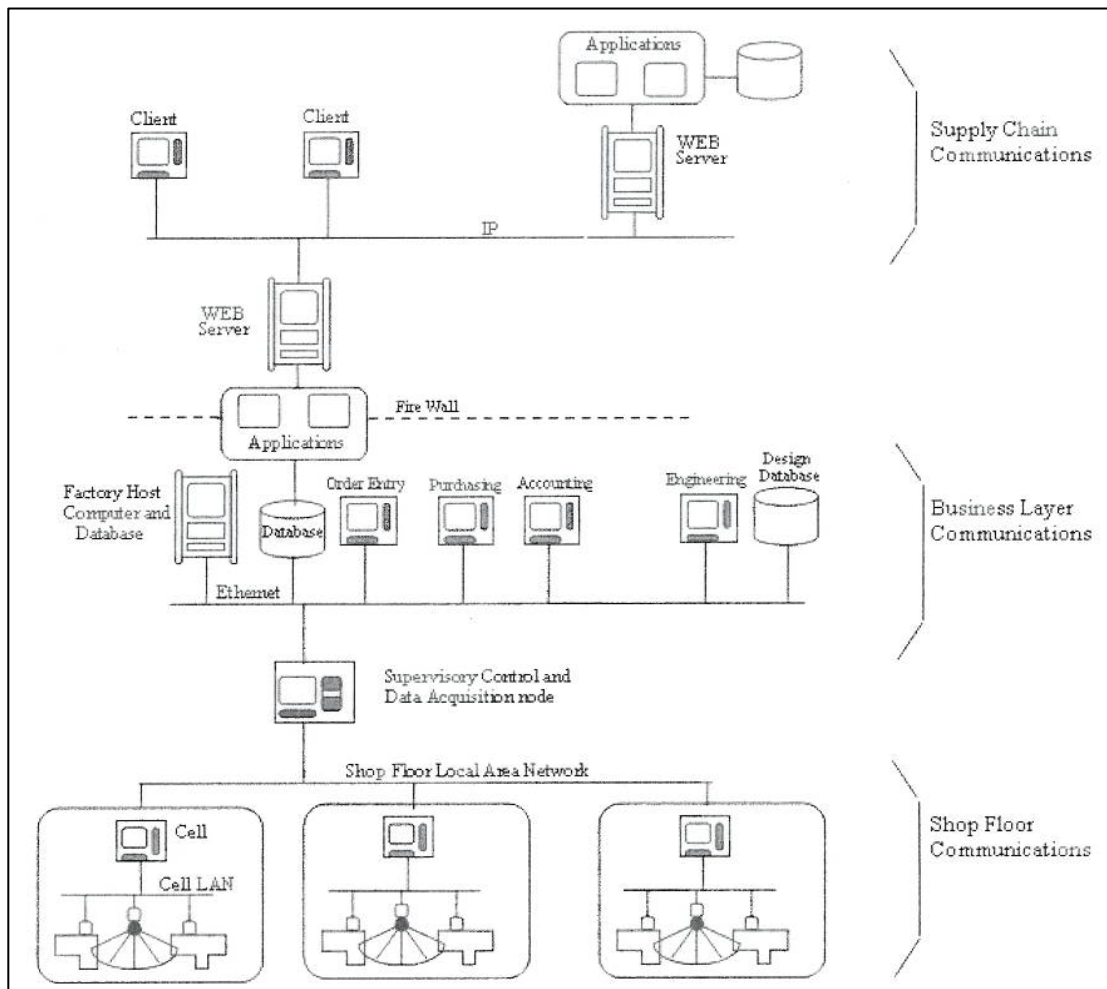 Applications
Client
Client
WEB
Server
Supply Chain
Communications
IP
WEB
Server
Fire Wall
Applications
Factory Host
Computer and
Database
Database
Order Entry
Purchasing
Accounting
Engineering
Design
Database
Business Layer
Communications
Ethernet
Supervisory Control and
Data Acquisition node
Shop Floor Local Area Network
Cell
Cell LAN
Shop Floor
Communications